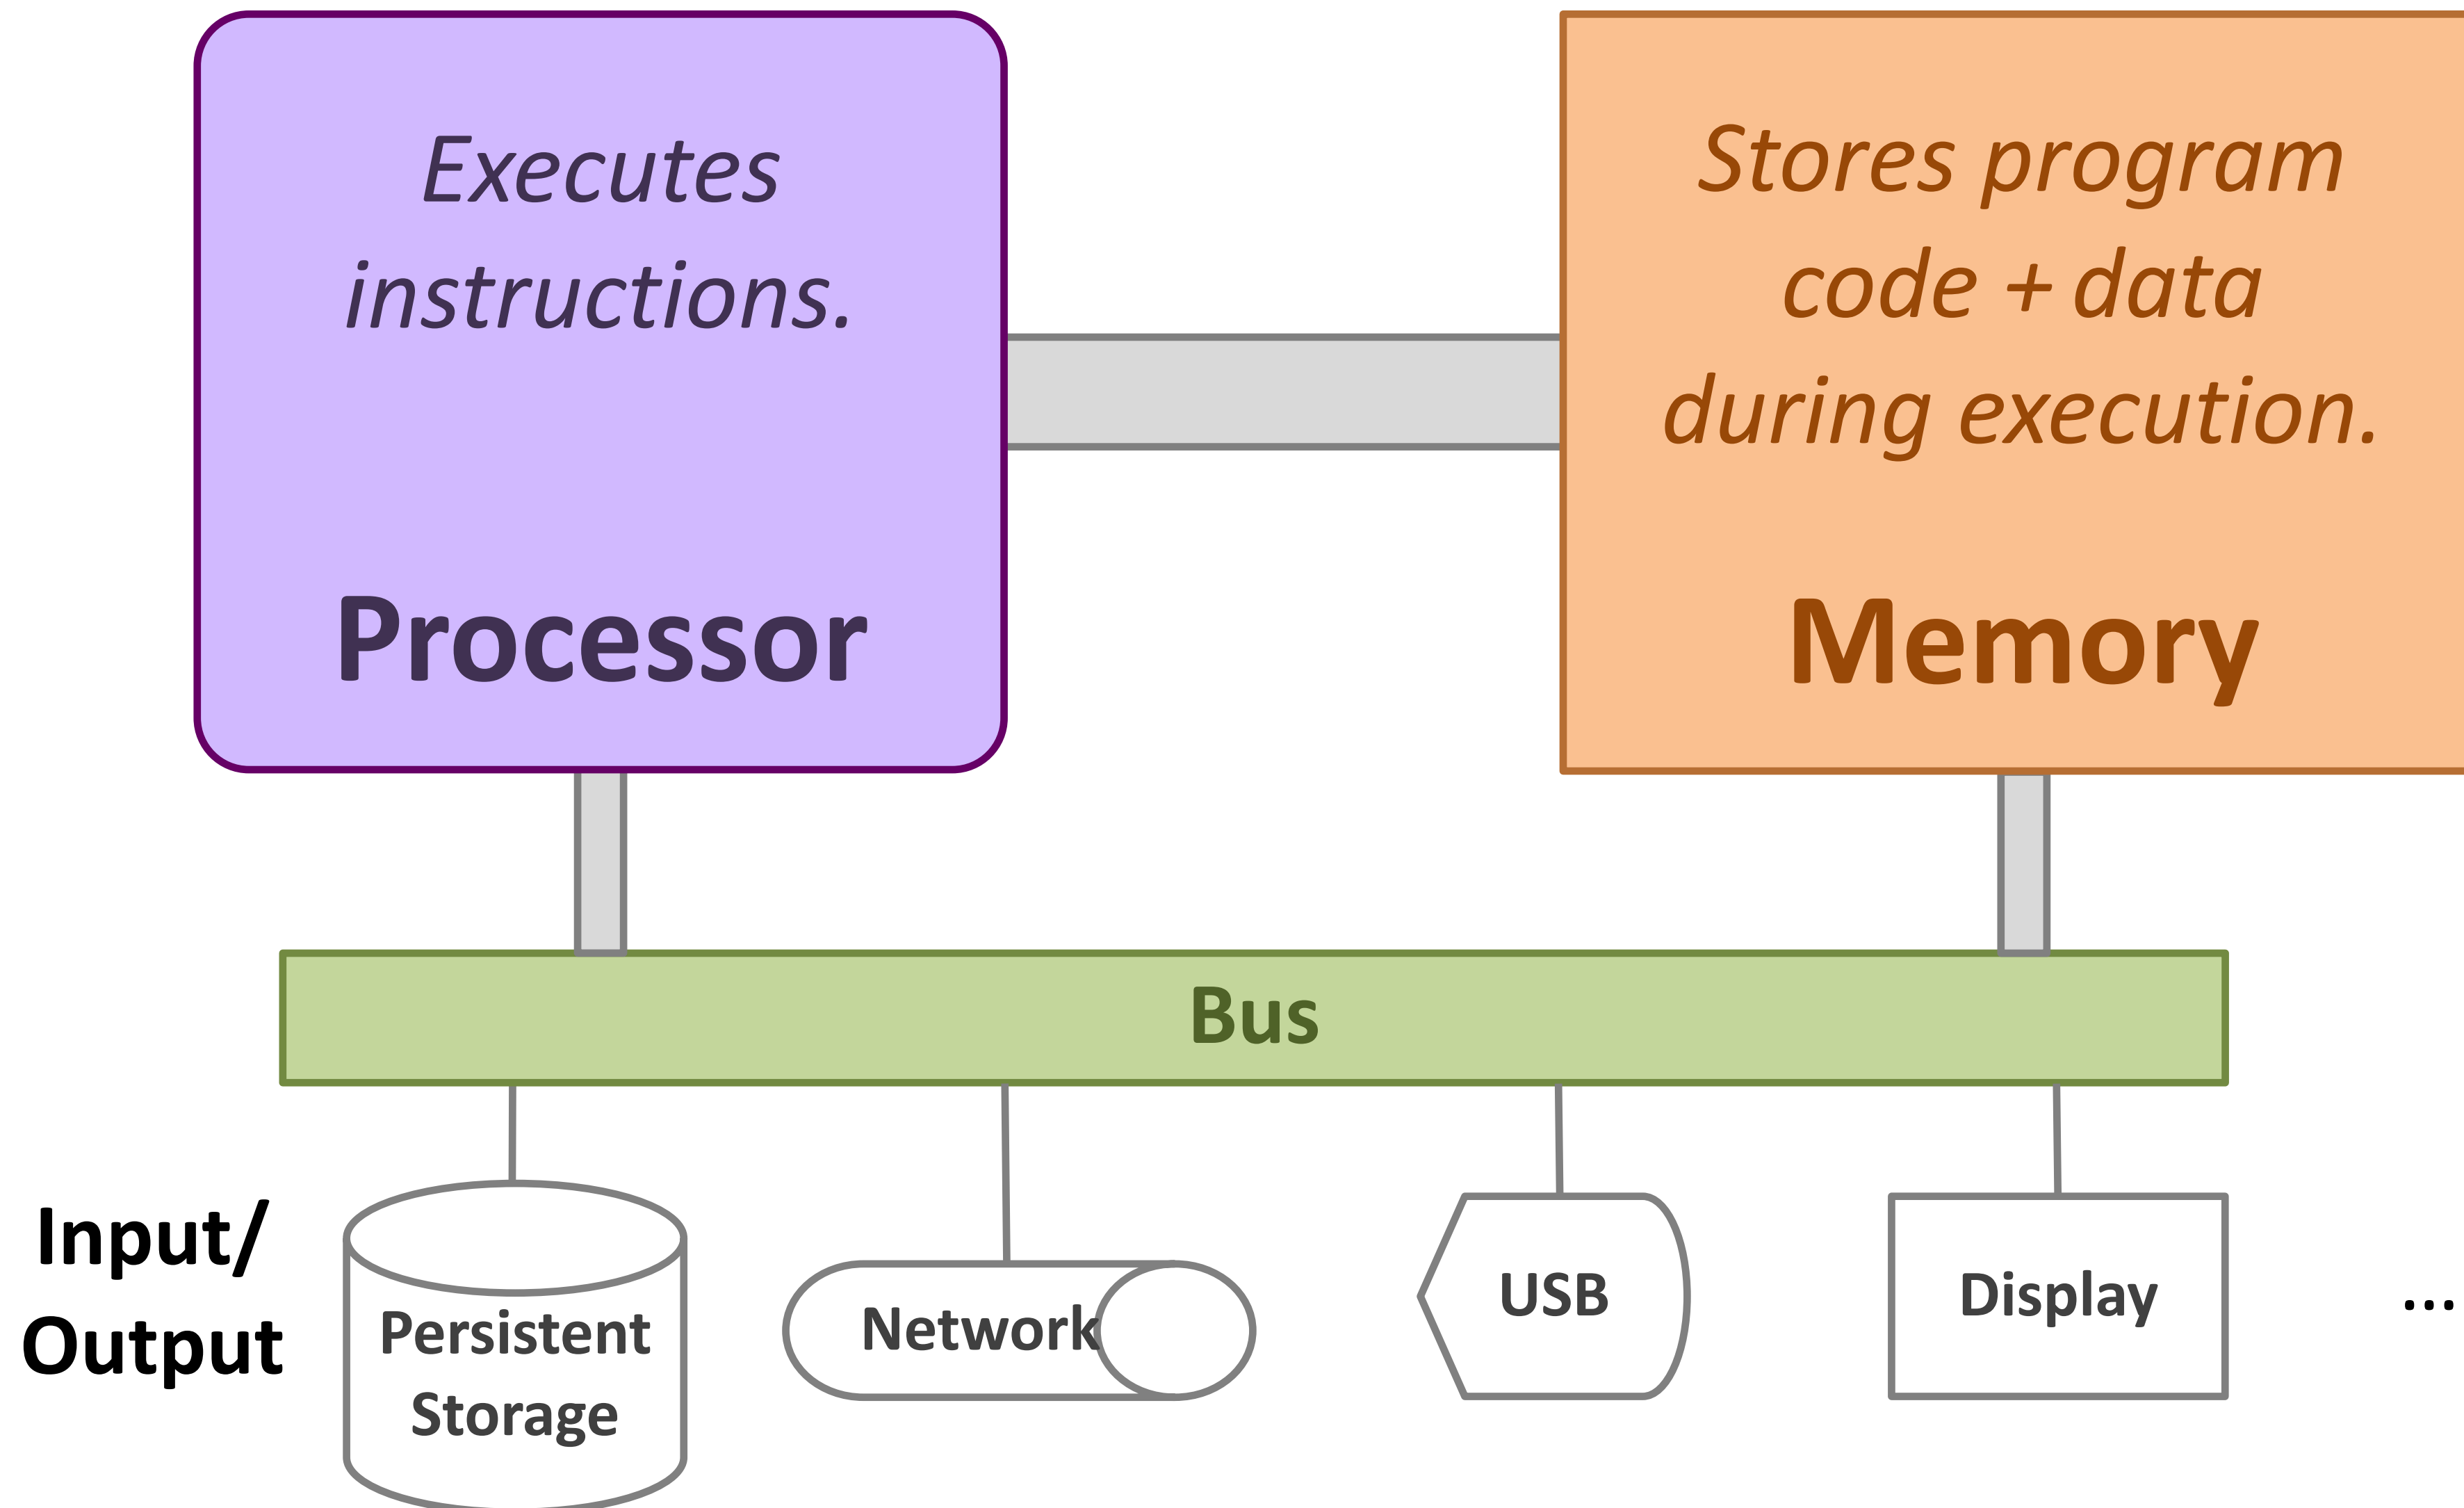 Executes
instructions.
Processor
Stores program
code + data
during execution.
Memory
Bus
Input/
Output
Persistent
Storage
Network
USB
Display
...